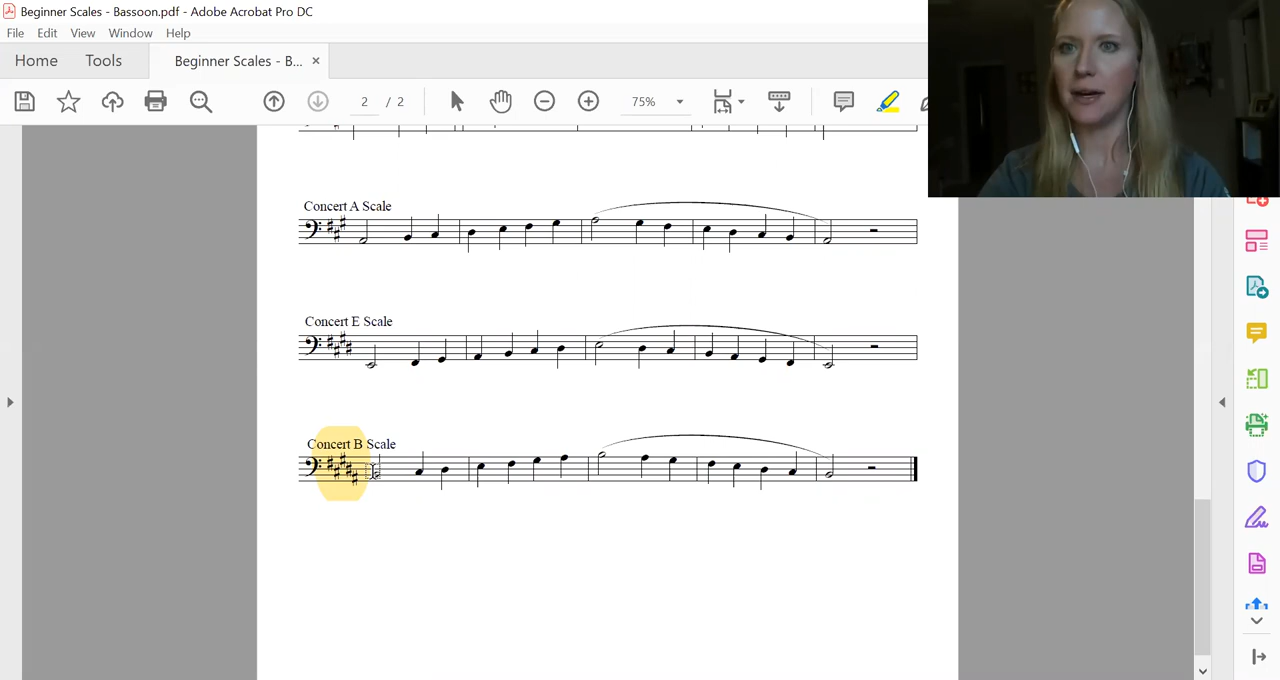 Beginner Scales - Bassoon.pdf - Adobe Acrobat Pro DC
File Edit View Window Help
Home Tools Beginner Scales - B... ×
2 / 2 75%
Concert A Scale
Concert E Scale
Concert B Scale